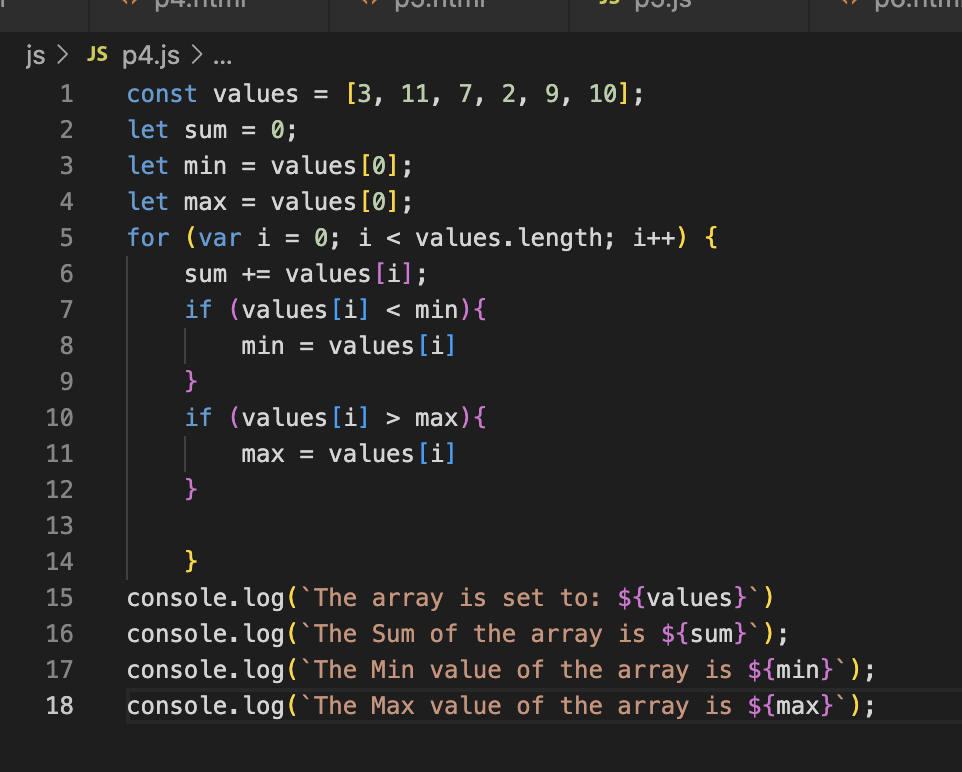 p4.html p5.html JS p5.js p6.html
js > JS p4.js > ...
1 const values = [3, 11, 7, 2, 9, 10];
2 let sum = 0;
3 let min = values[0];
4 let max = values[0];
5 for (var i = 0; i < values.length; i++) {
6 sum += values[i];
7 if (values[i] < min){
8 min = values[i]
9 }
10 if (values[i] > max){
11 max = values[i]
12 }
13
14 }
15 console.log(`The array is set to: ${values}`)
16 console.log(`The Sum of the array is ${sum}`);
17 console.log(`The Min value of the array is ${min}`);
18 console.log(`The Max value of the array is ${max}`);